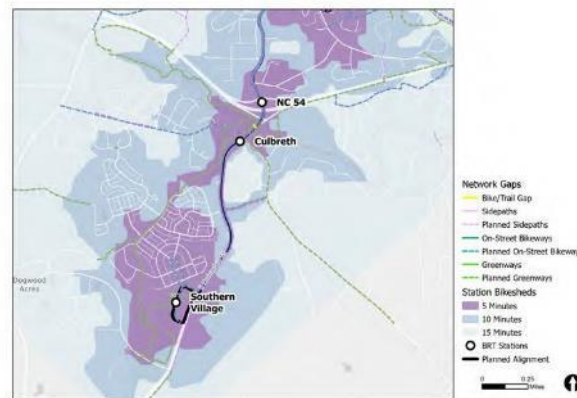 NC 54
Culbreth
Dogwood
Acres
Southern
Village
Network Gaps
Bike/Trail Gap
Sidepaths
Planned Sidepaths
On-Street Bikeways
Planned On-Street Bikeway
Greenways
Planned Greenways
Station Bikesheds
5 Minutes
10 Minutes
15 Minutes
BRT Stations
Planned Alignment
0 0.25
Miles